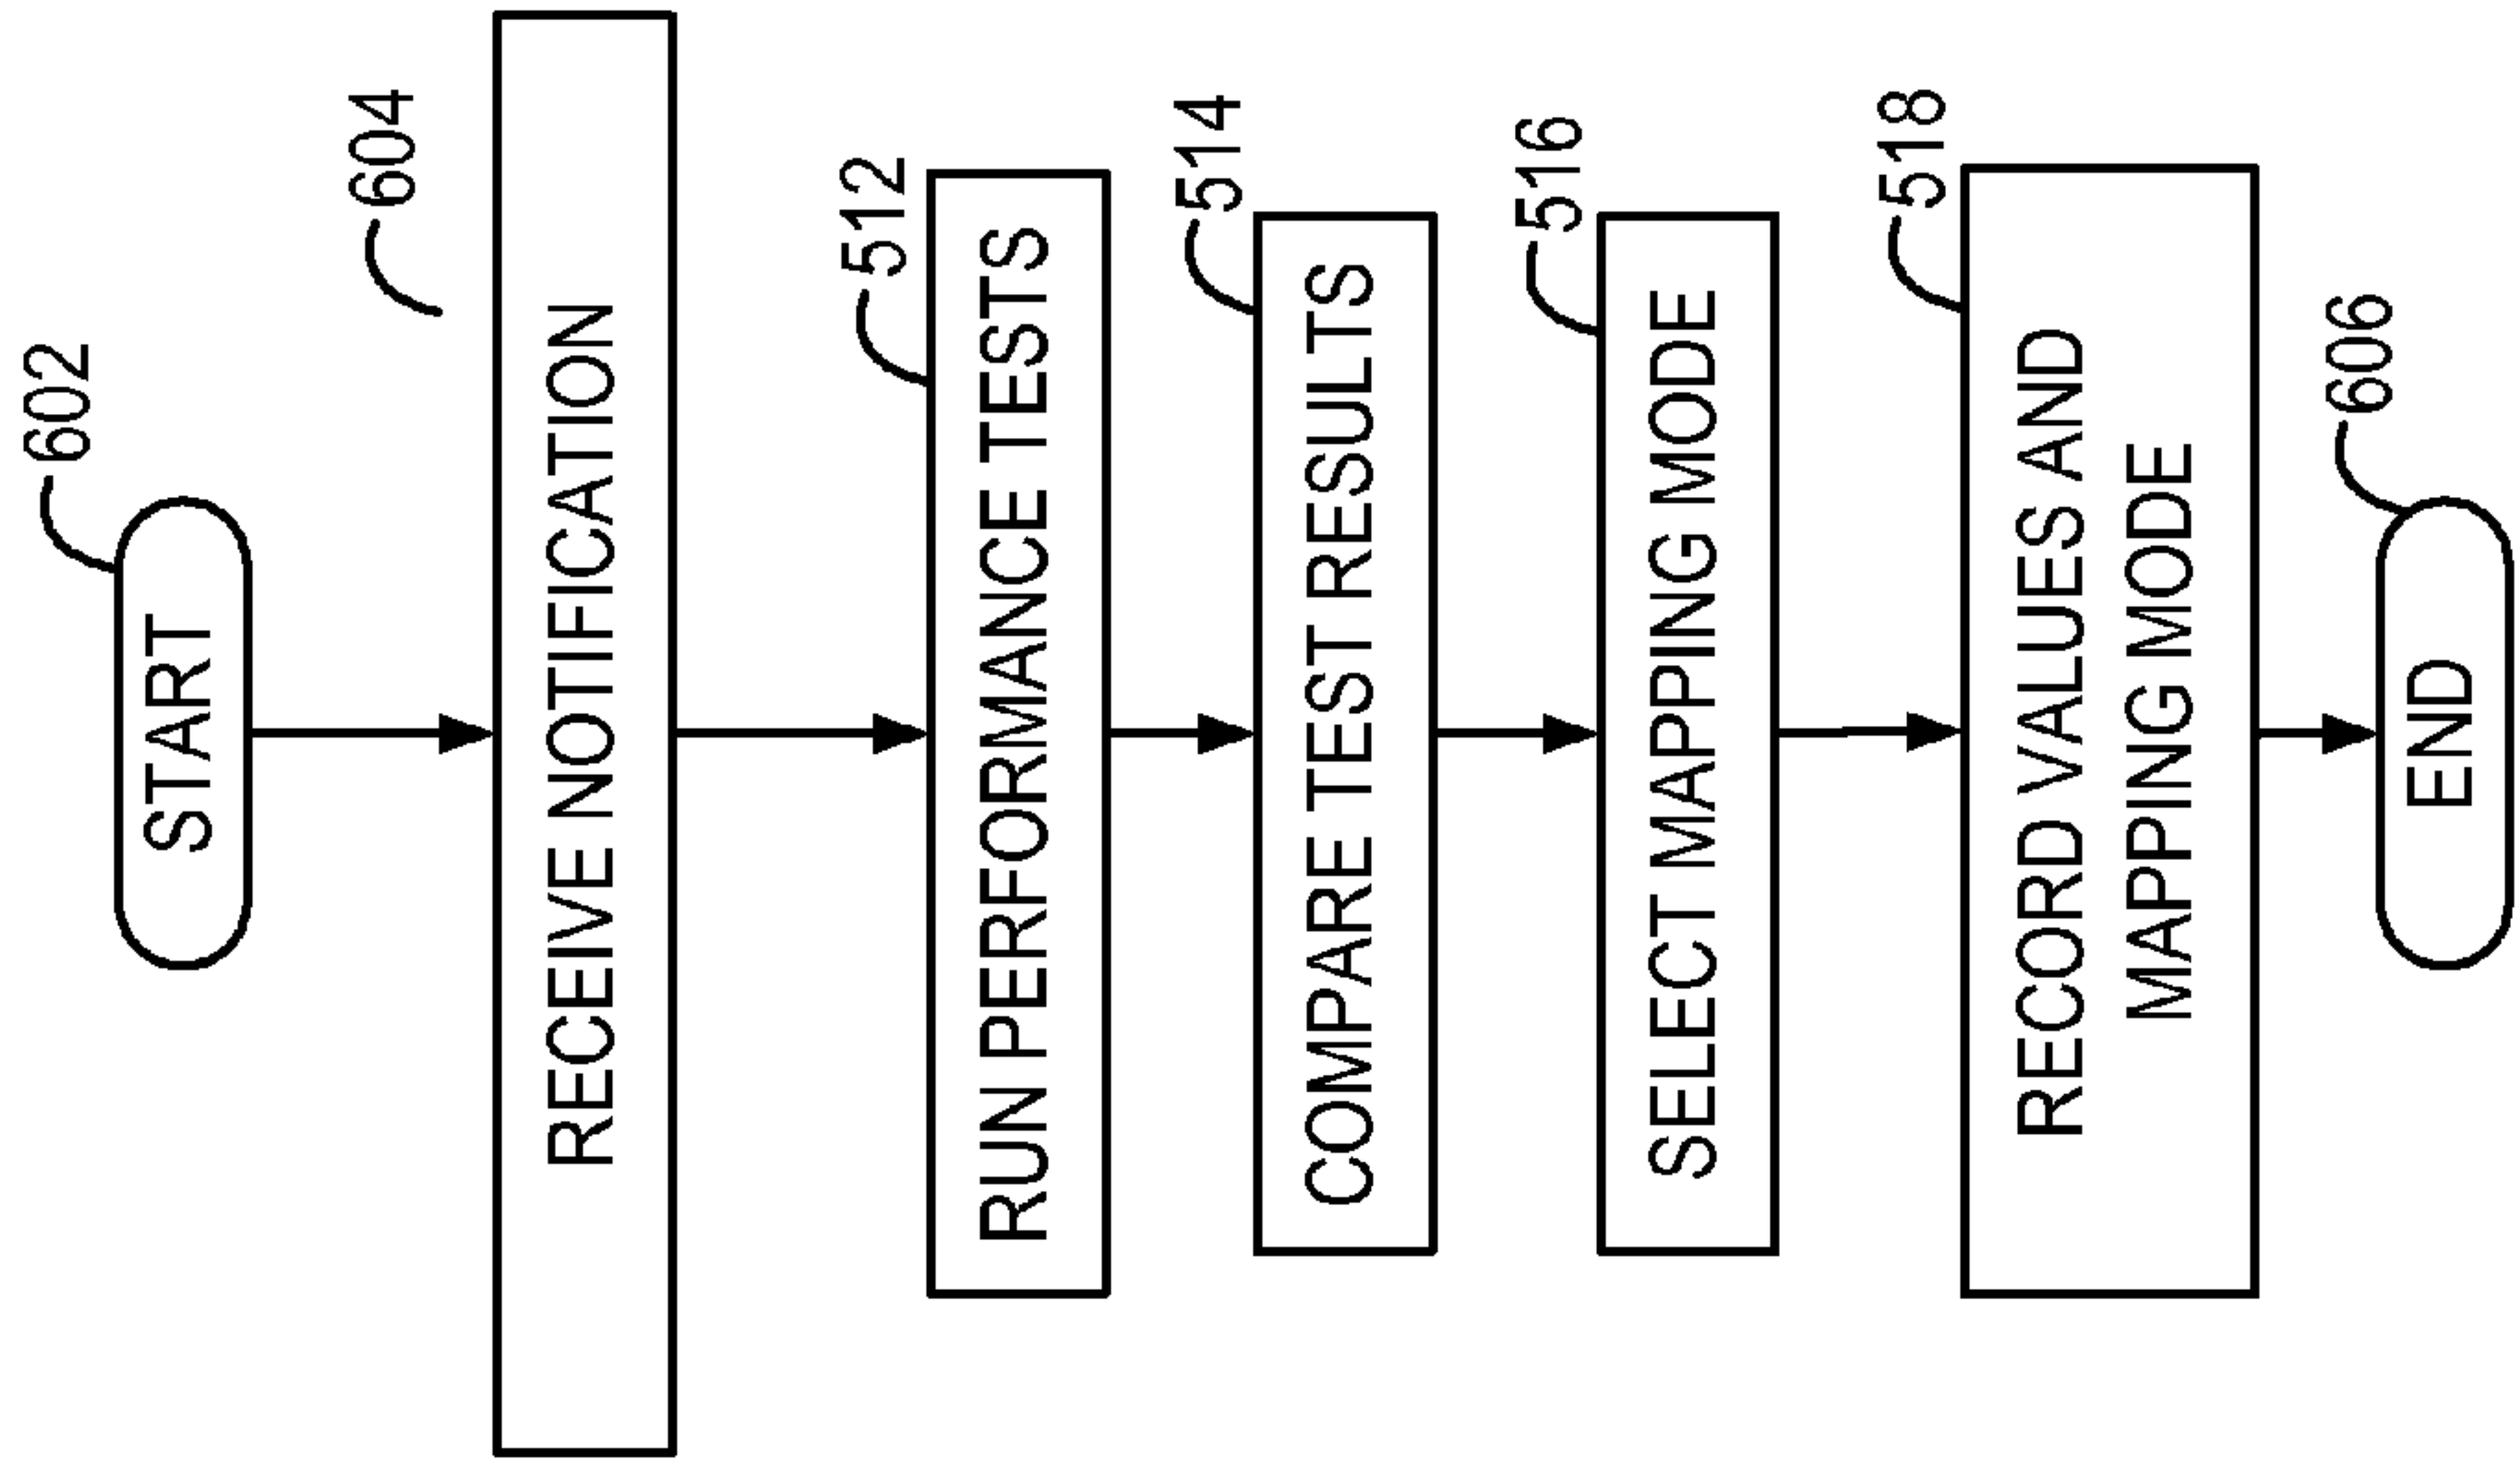 602
START
604
RECEIVE NOTIFICATION
512
RUN PERFORMANCE TESTS
514
COMPARE TEST RESULTS
516
SELECT MAPPING MODE
518
RECORD VALUES AND
MAPPING MODE
606
END